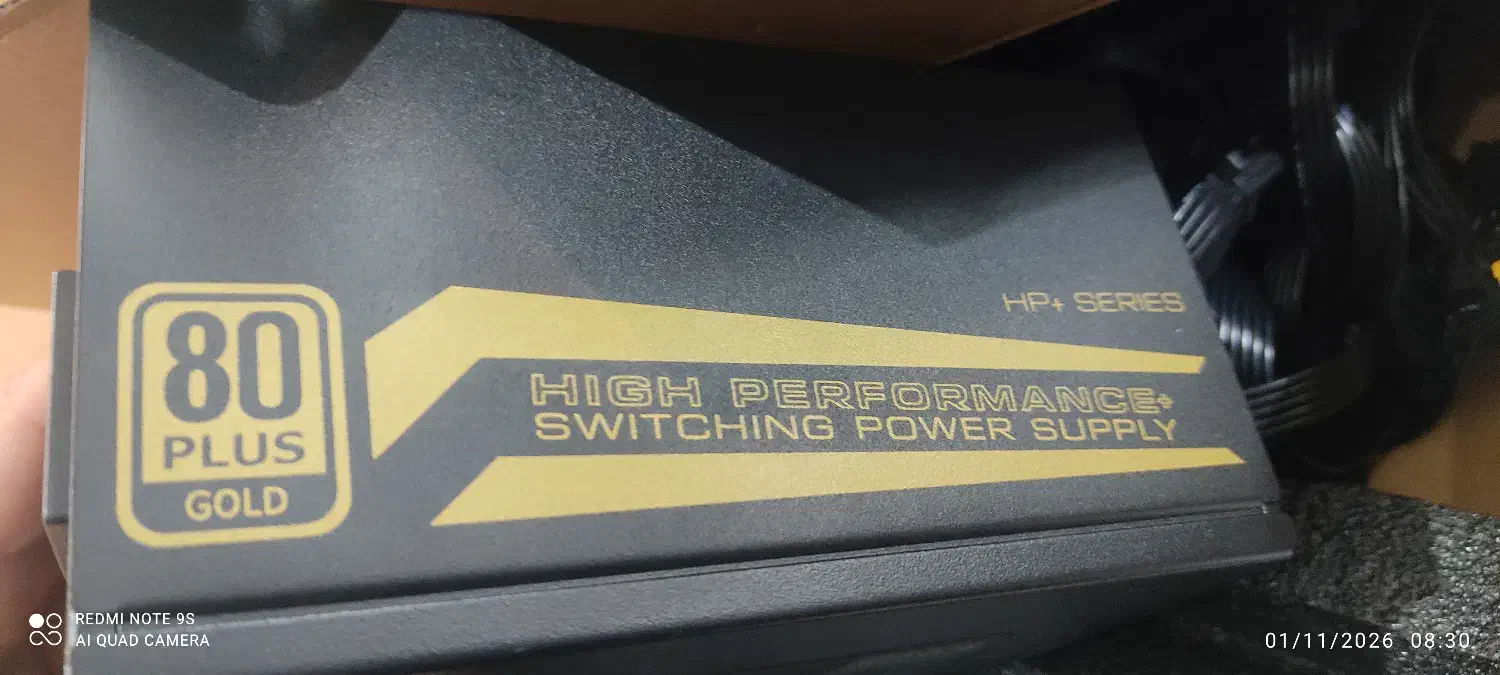 HP+ SERIES
80
PLUS
GOLD
HIGH PERFORMANCE+
SWITCHING POWER SUPPLY
REDMI NOTE 9S
AI QUAD CAMERA
01/11/2026 08:30